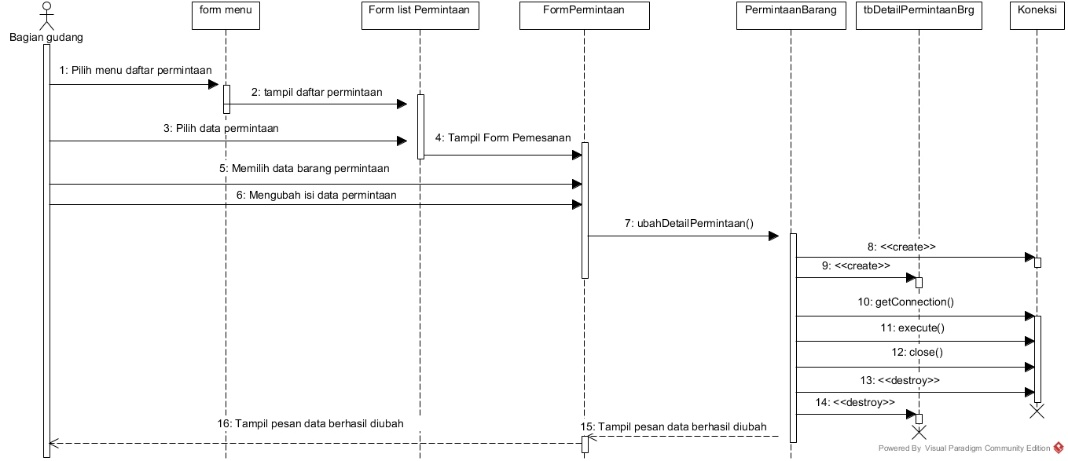 form menu
Form list Permintaan
FormPermintaan
PermintaanBarang
tbDetailPermintaanBrg
Koneksi
Bagian gudang
1: Pilih menu daftar permintaan
2: tampil daftar permintaan
3: Pilih data permintaan
4: Tampil Form Pemesanan
5: Memilih data barang permintaan
6: Mengubah isi data permintaan
7: ubahDetailPermintaan()
8: <<create>>
9: <<create>>
10: getConnection()
11: execute()
12: close()
13: <<destroy>>
14: <<destroy>>
15: Tampil pesan data berhasil diubah
16: Tampil pesan data berhasil diubah
Powered By Visual Paradigm Community Edition